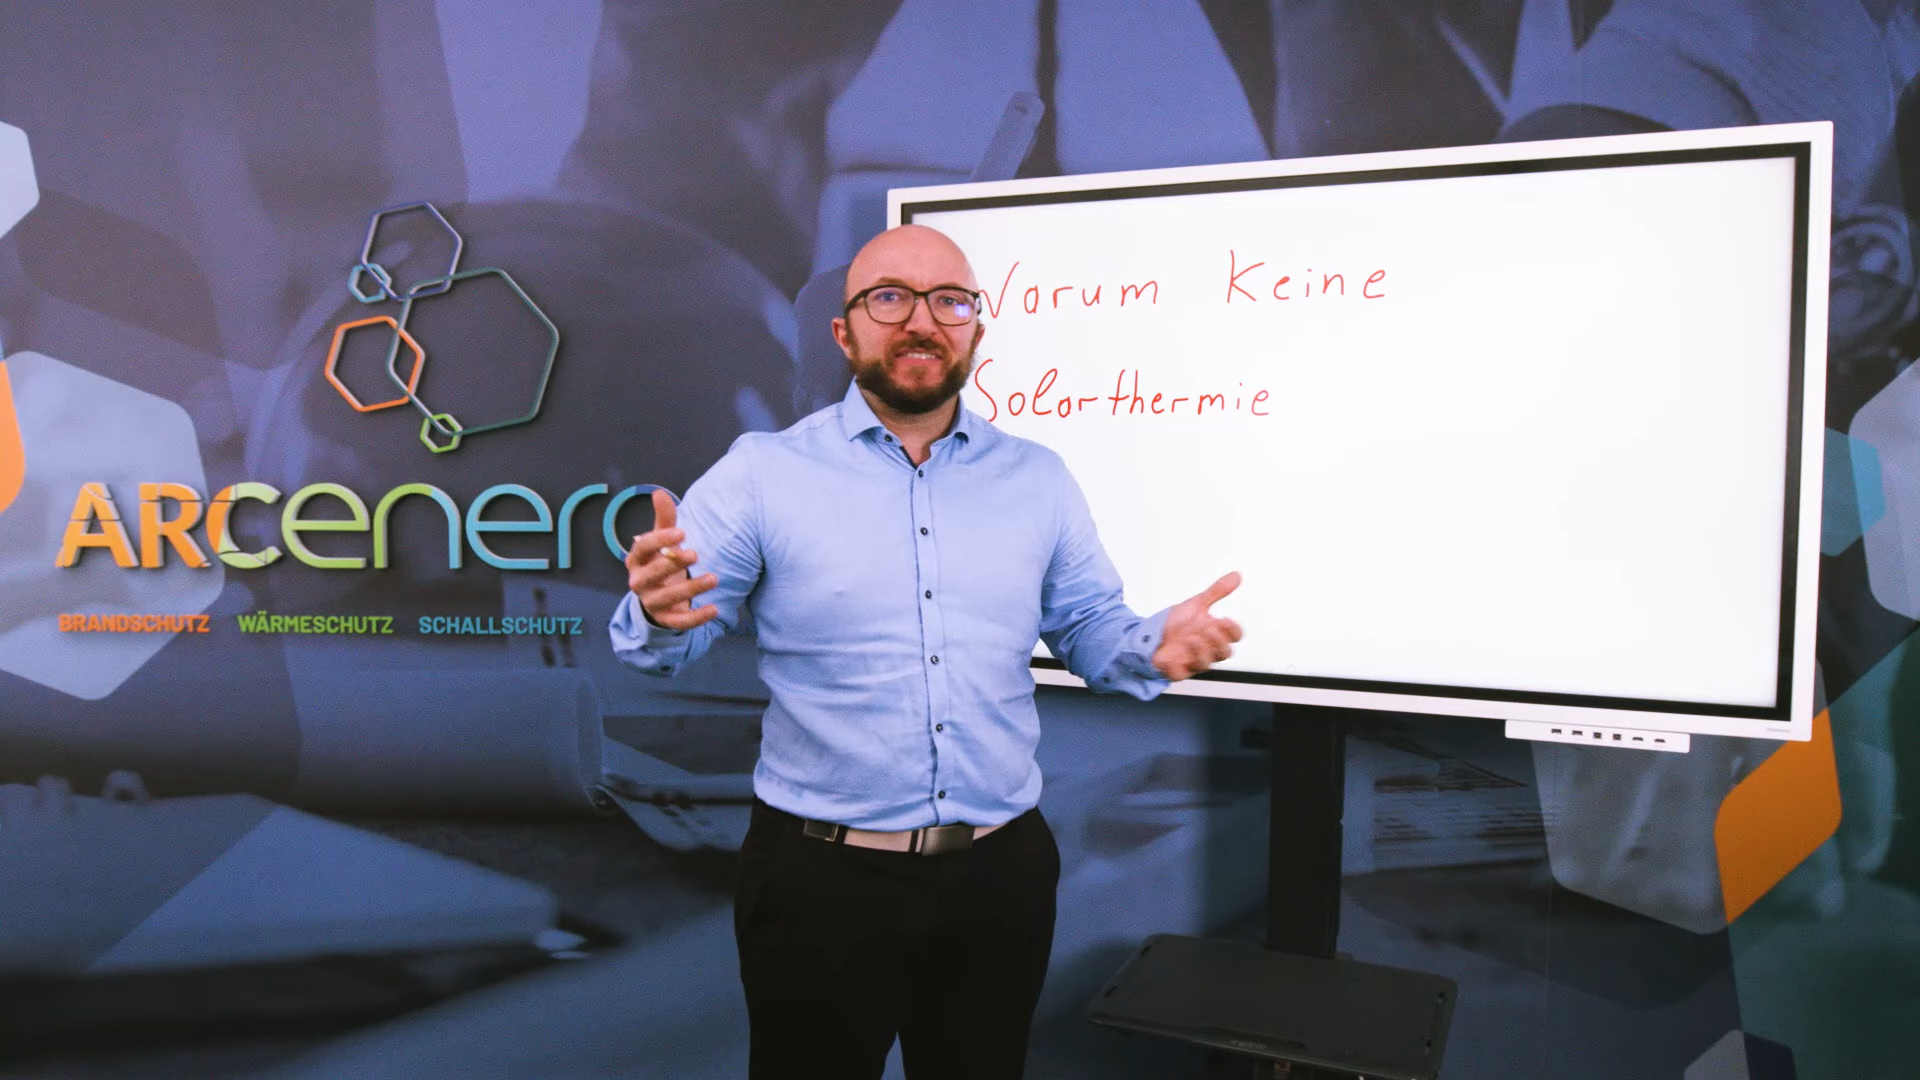 Warum Keine
Solarthermie
ARCenerg
BRANDSCHUTZ WÄRMESCHUTZ SCHALLSCHUTZ